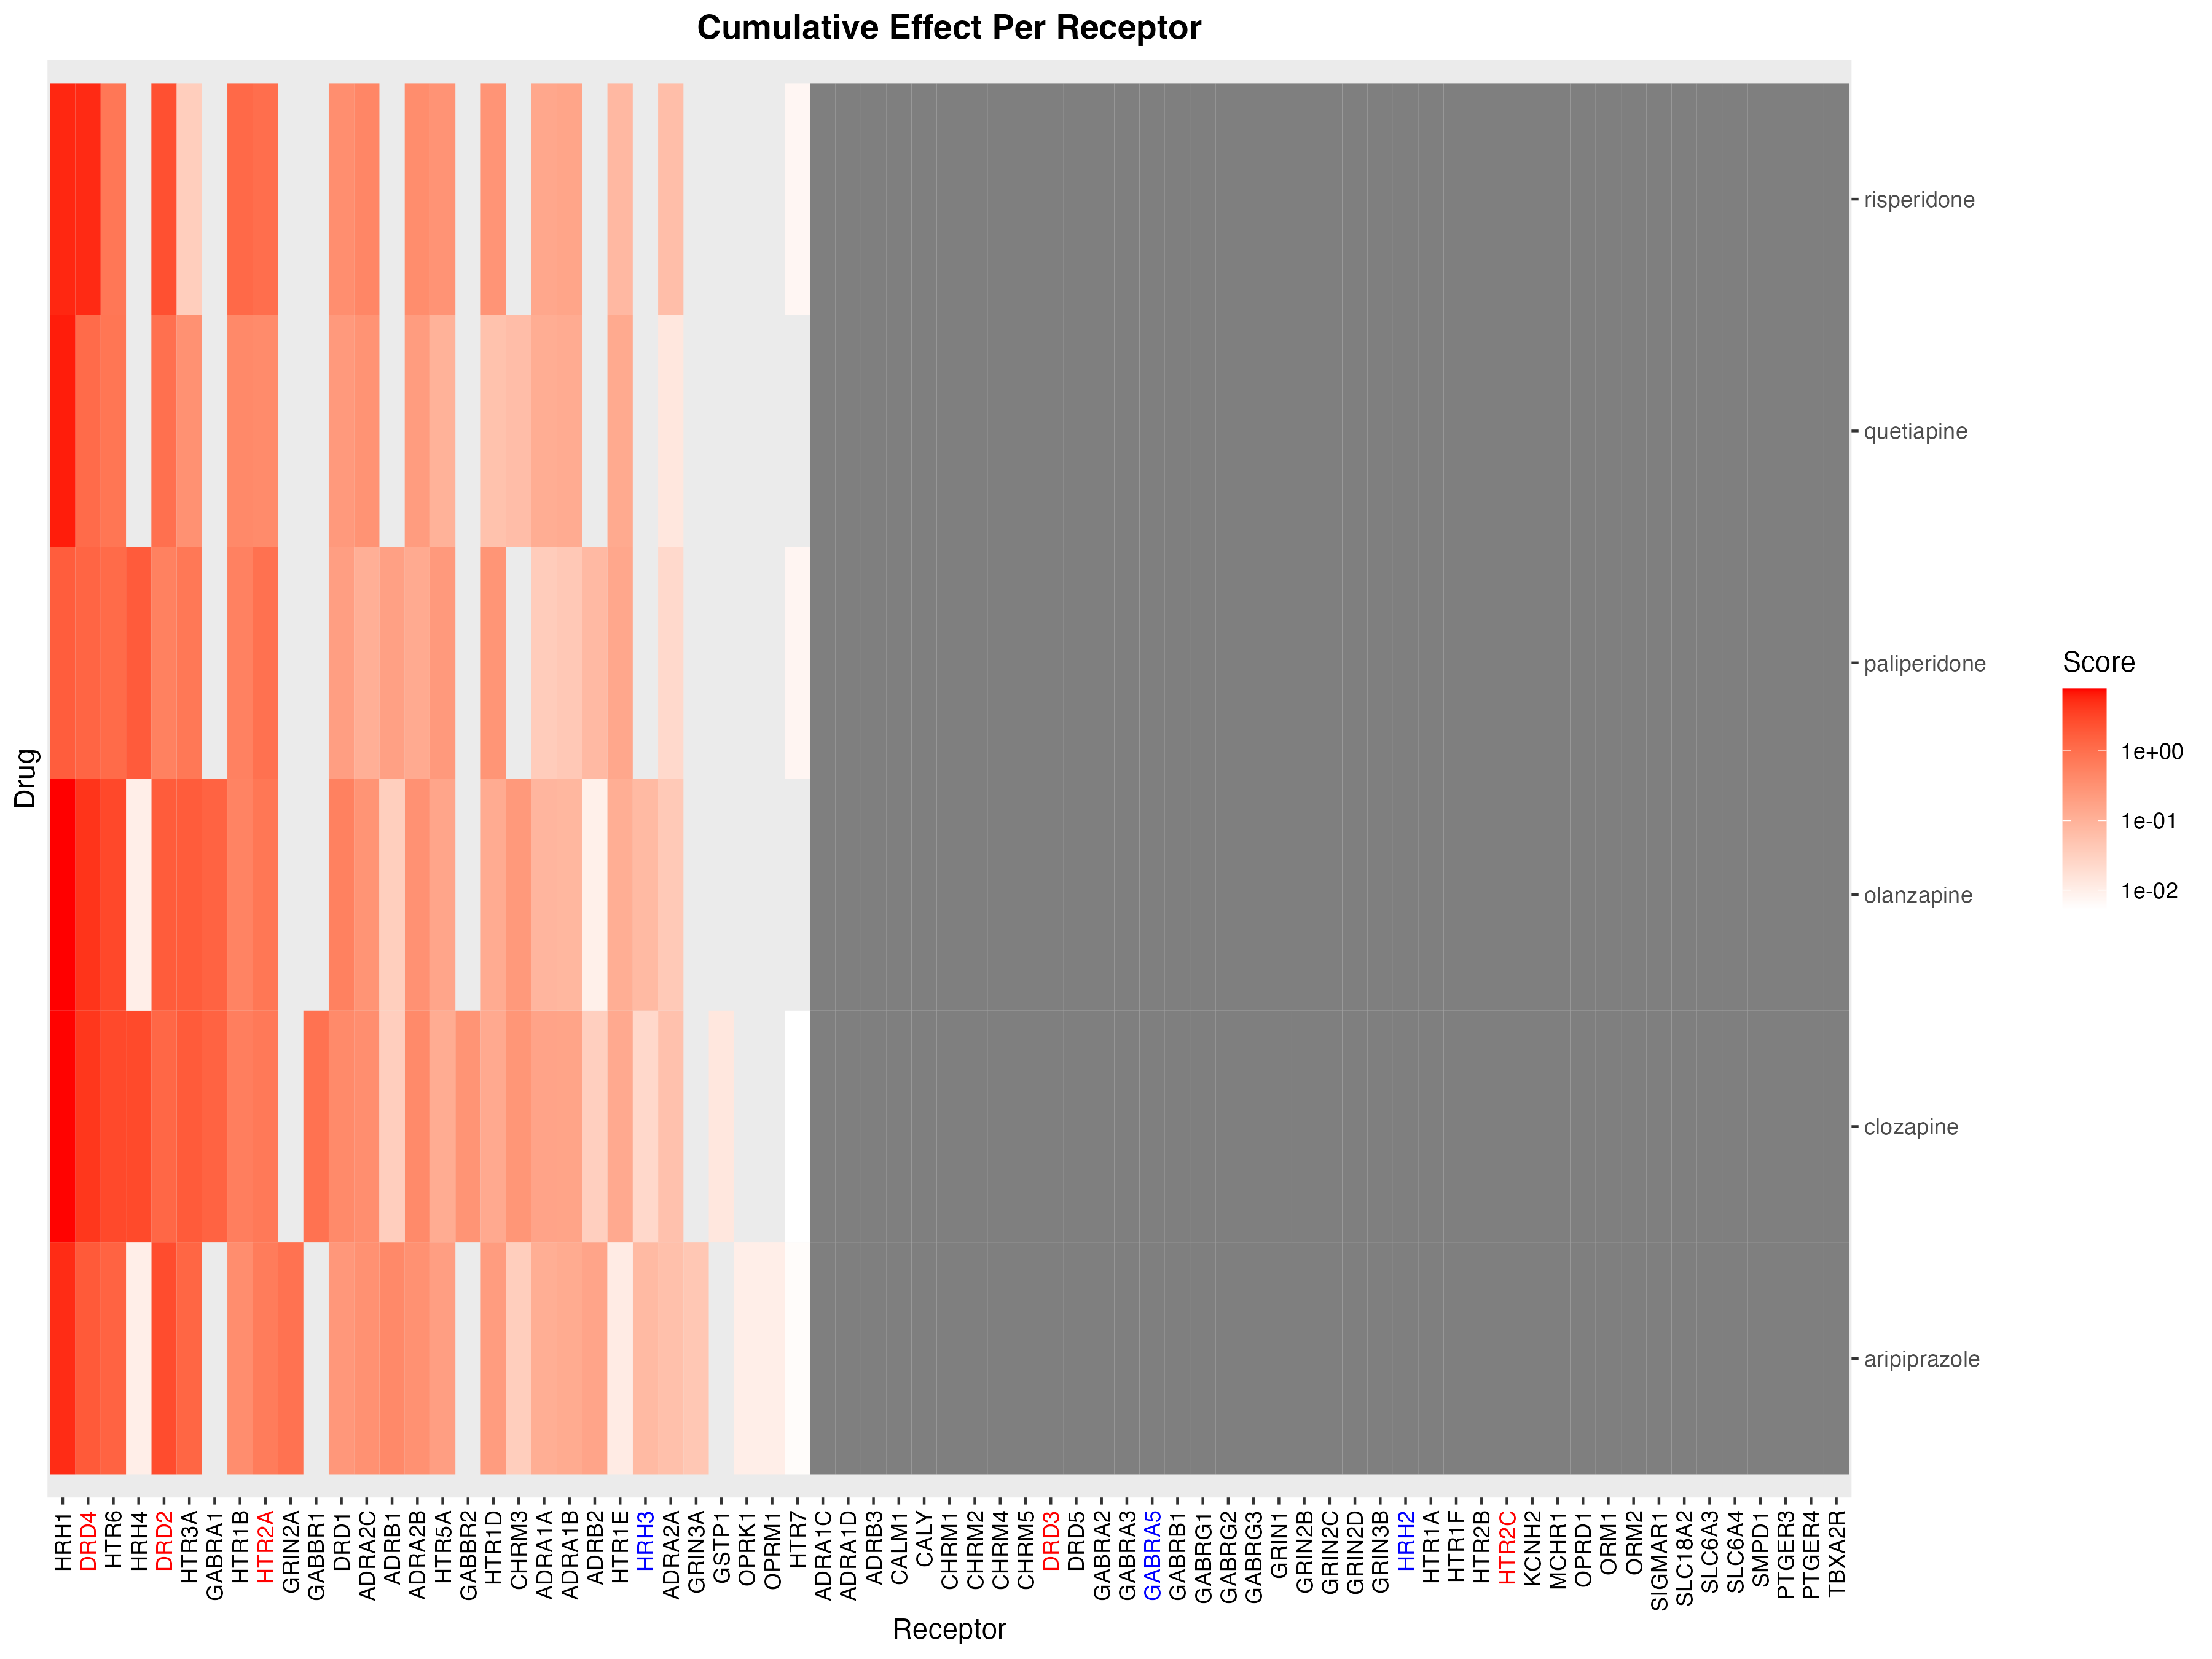 Cumulative Effect Per Receptor
risperidone
quetiapine
paliperidone
olanzapine
clozapine
aripiprazole
Drug
Score
1e+00
1e-01
1e-02
HRH1
DRD4
HTR6
HRH4
DRD2
HTR3A
GABRA1
HTR1B
HTR2A
GRIN2A
GABBR1
DRD1
ADRA2C
ADRB1
ADRA2B
HTR5A
GABBR2
HTR1D
CHRM3
ADRA1A
ADRA1B
ADRB2
HTR1E
HRH3
ADRA2A
GRIN3A
GSTP1
OPRK1
OPRM1
HTR7
ADRA1C
ADRA1D
ADRB3
CALM1
CALY
CHRM1
CHRM2
CHRM4
CHRM5
DRD3
DRD5
GABRA2
GABRA3
GABRA5
GABRB1
GABRG1
GABRG2
GABRG3
GRIN1
GRIN2B
GRIN2C
GRIN2D
GRIN3B
HRH2
HTR1A
HTR1F
HTR2B
HTR2C
KCNH2
MCHR1
OPRD1
ORM1
ORM2
SIGMAR1
SLC18A2
SLC6A3
SLC6A4
SMPD1
PTGER3
PTGER4
TBXA2R
Receptor